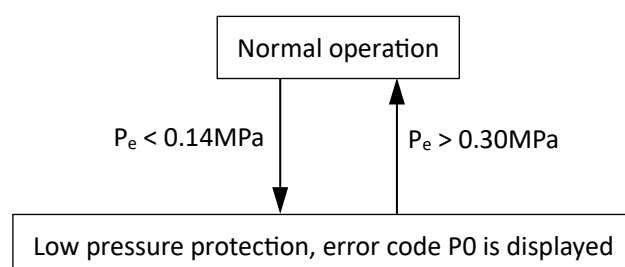 Normal operation
Pₑ < 0.14MPa
Pₑ > 0.30MPa
Low pressure protection, error code P0 is displayed